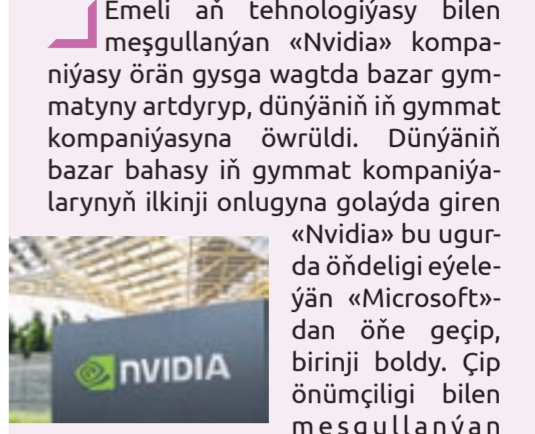 Emeli aň tehnologiýasy bilen
meşgullanýan «Nvidia» kompa-
niýasy örän gysga wagtda bazar gym-
matyny artdyryp, dünýäniň iň gymmat
kompaniýasyna öwrüldi. Dünýäniň
bazar bahasy iň gymmat kompaniýa-
larynyň ilkinji onlugyna golaýda giren
«Nvidia» bu ugur-
da öňdeligi eýele-
ýän «Microsoft»-
dan öňe geçip,
birinji boldy. Çip
önümçiligi bilen
meşgullanýan
NVIDIA